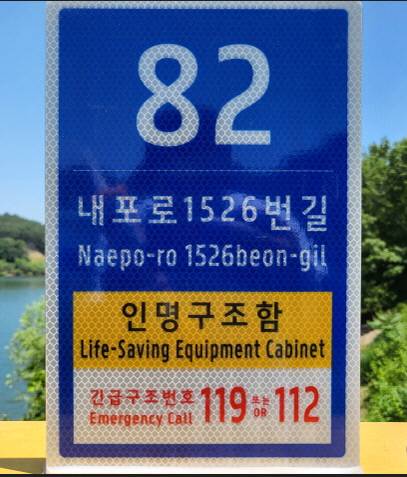 82
내포로1526번길
Naepo-ro 1526beon-gil
인명구조함
Life-Saving Equipment Cabinet
긴급구조번호 119 또는 112
Emergency Call OR